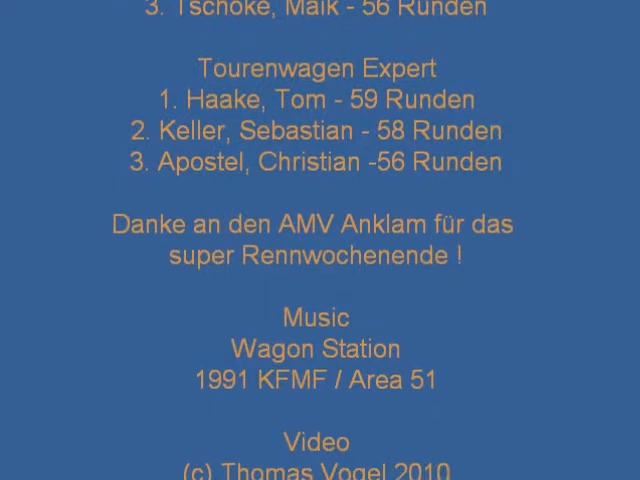 3. Tschoke, Maik - 56 Runden
Tourenwagen Expert
1. Haake, Tom - 59 Runden
2. Keller, Sebastian - 58 Runden
3. Apostel, Christian -56 Runden
Danke an den AMV Anklam für das
super Rennwochenende !
Music
Wagon Station
1991 KFMF / Area 51
Video
(c) Thomas Vogel 2010